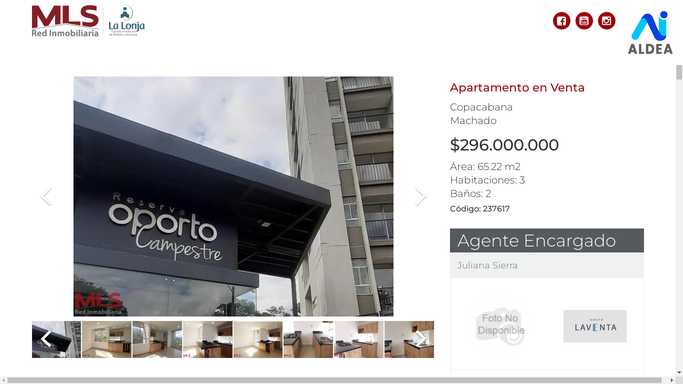 MLS
Red Inmobiliaria
La Lonja
ALDEA
Apartamento en Venta
Copacabana
Machado
$296.000.000
Área: 65.22 m2
Habitaciones: 3
Baños: 2
Código: 237617
Reserva
oporto
Campestre
MLS
Red Inmobiliaria
Agente Encargado
Juliana Sierra
Foto No
Disponible
LAVENTA